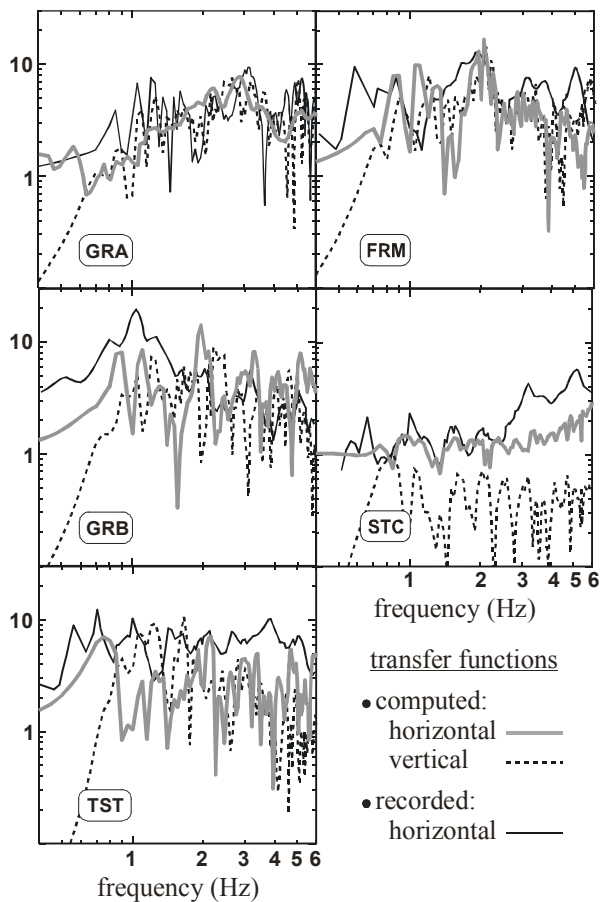 10
1
GRA
FRM
10
1
GRB
STC
1 2 3 4 5 6
frequency (Hz)
10
1
TST
1 2 3 4 5 6
frequency (Hz)
transfer functions
• computed:
horizontal
vertical
• recorded:
horizontal